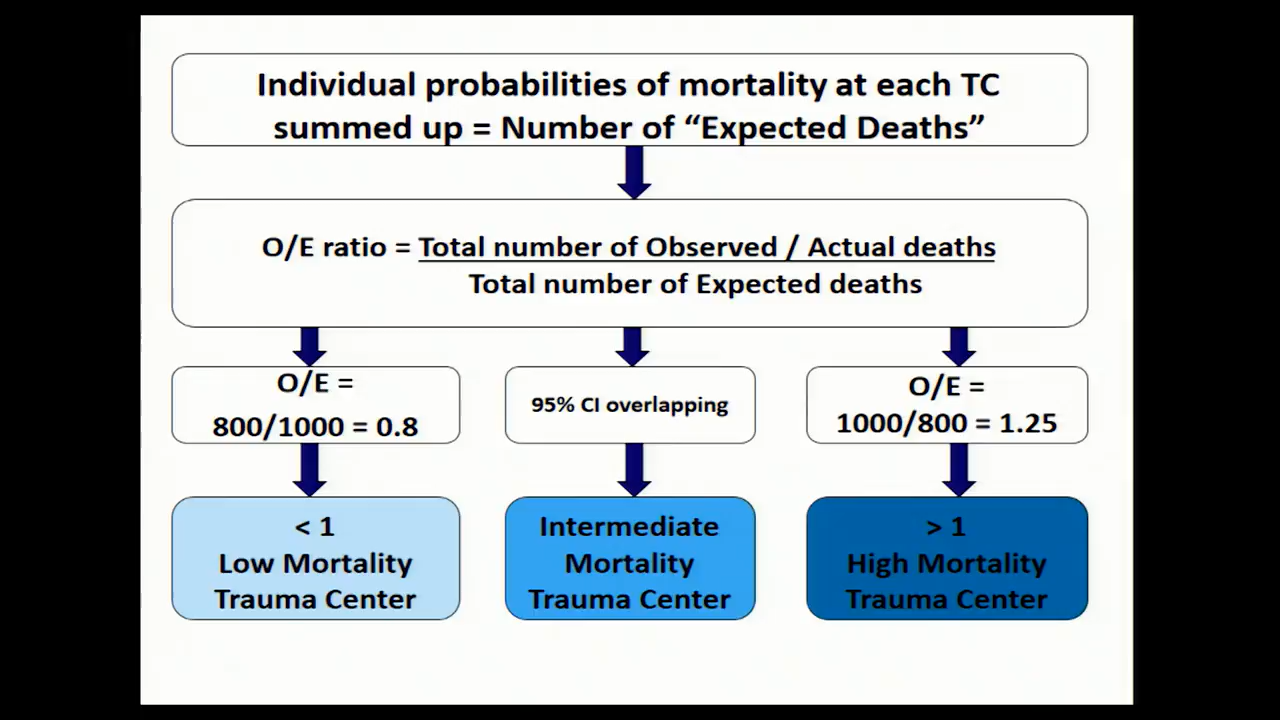 Individual probabilities of mortality at each TC
summed up = Number of “Expected Deaths”
O/E ratio = Total number of Observed / Actual deaths
Total number of Expected deaths
O/E =
800/1000 = 0.8
95% CI overlapping
O/E =
1000/800 = 1.25
< 1
Low Mortality
Trauma Center
Intermediate
Mortality
Trauma Center
> 1
High Mortality
Trauma Center